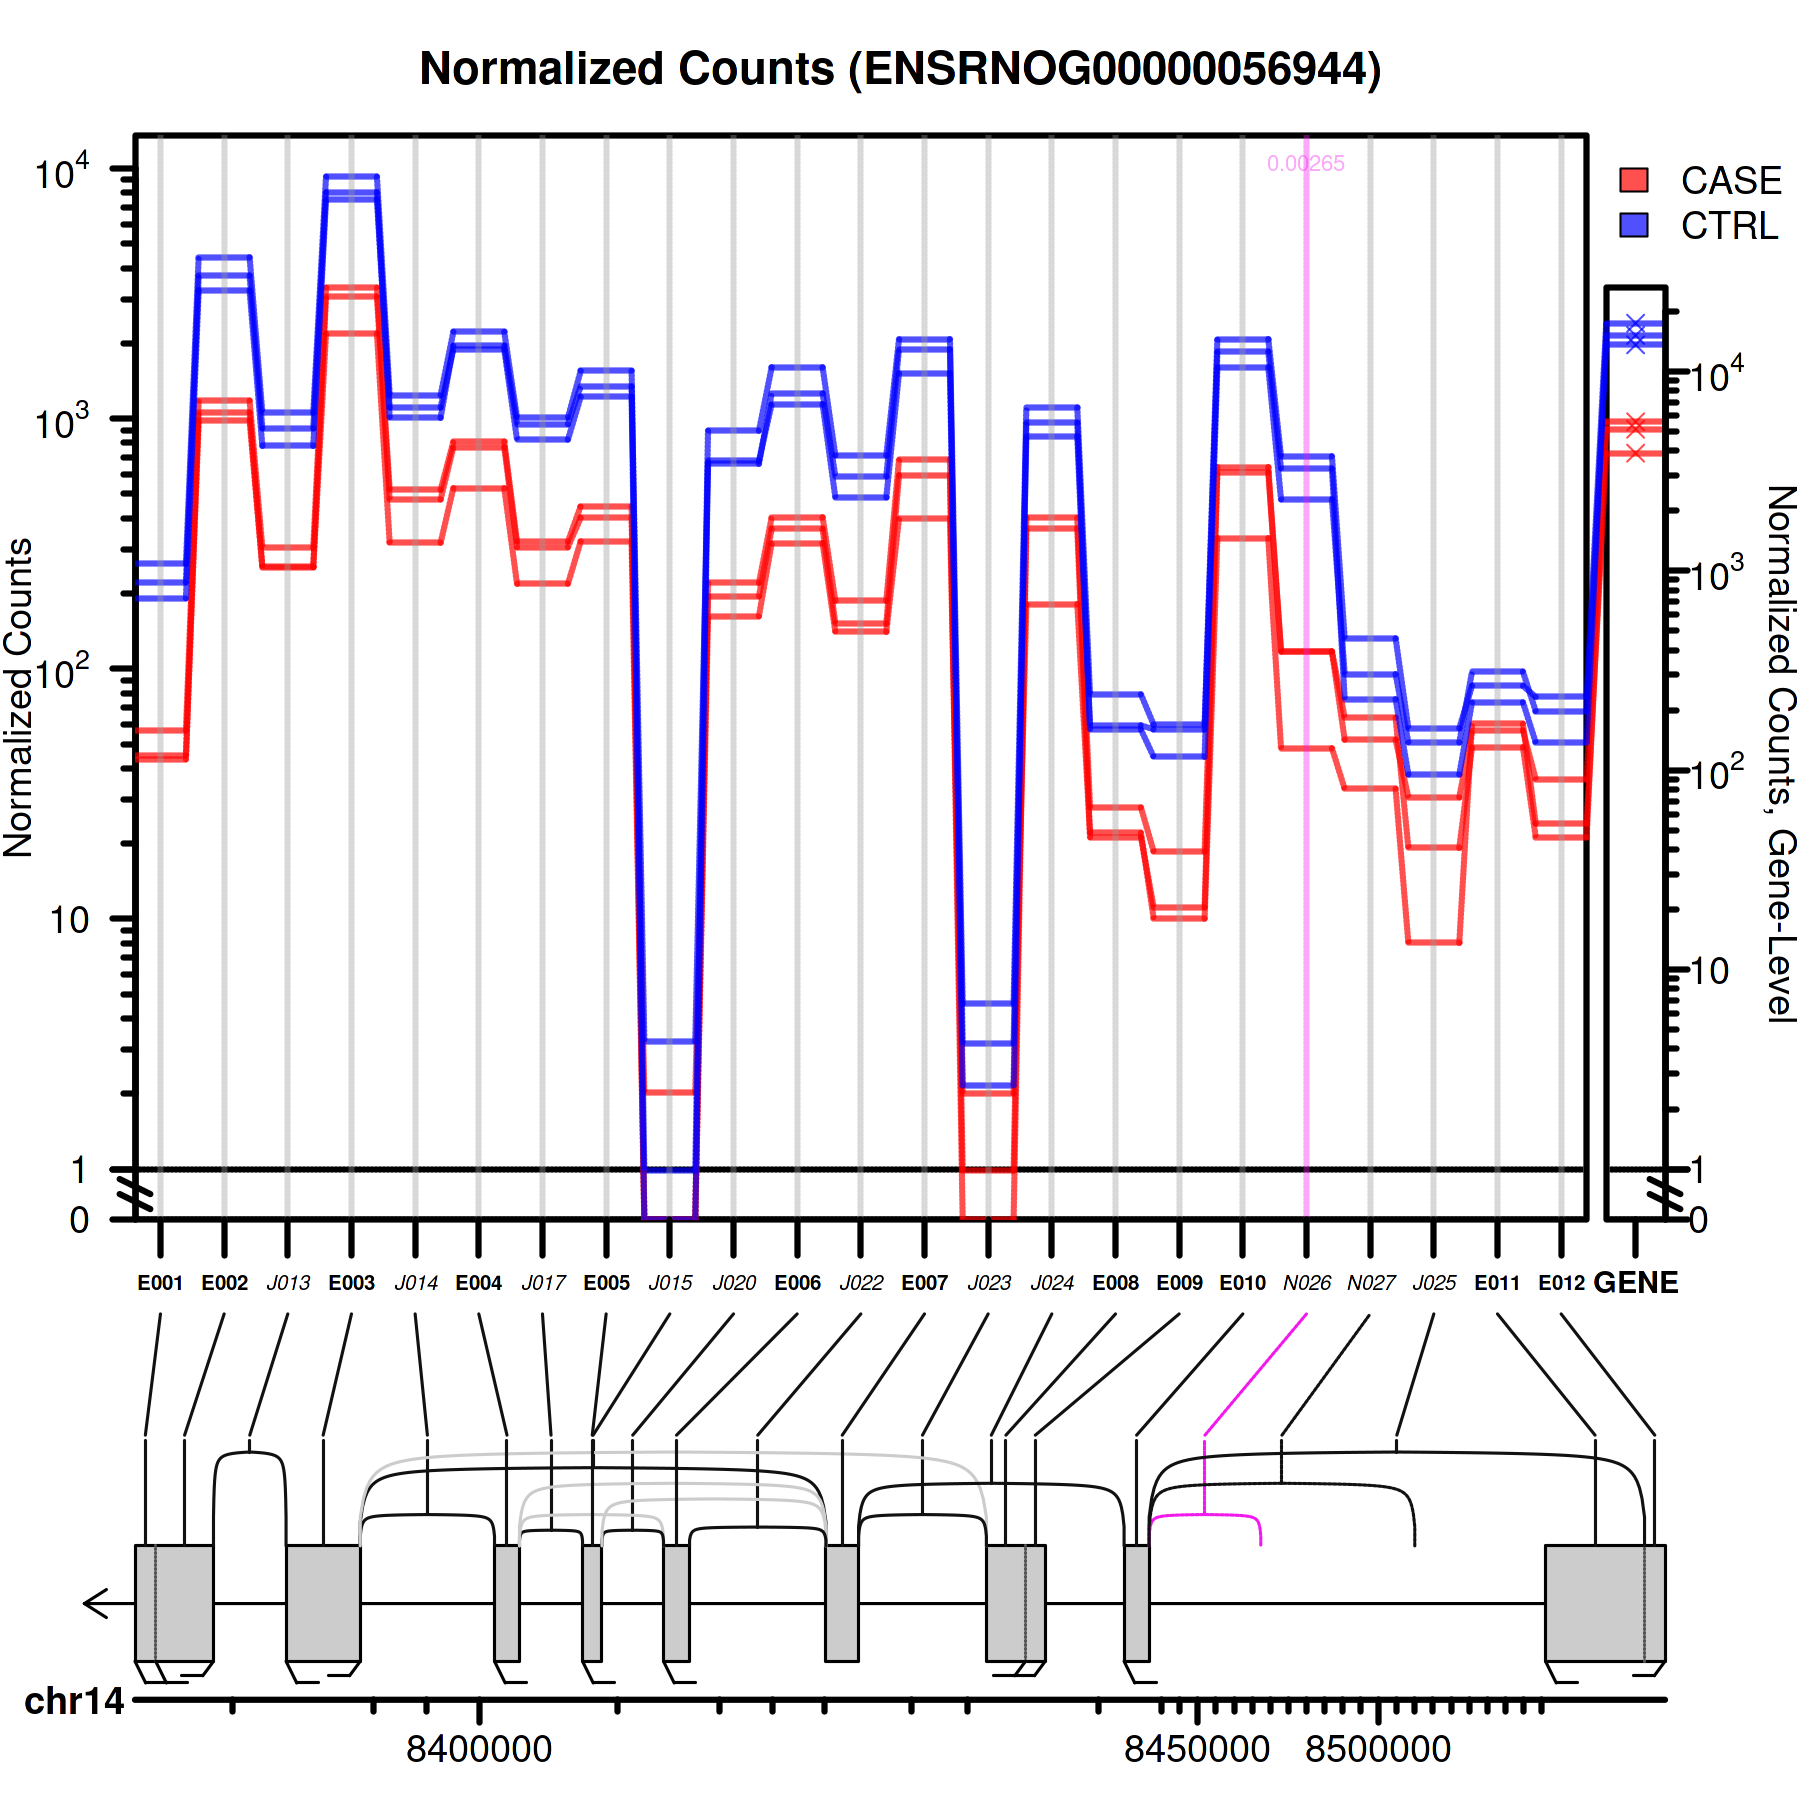 Normalized Counts (ENSRNOG00000056944)
0.00265
CASE
CTRL
Normalized Counts
10^4
10^3
10^2
10
1
0
10^4
10^3
10^2
10
1
0
Normalized Counts, Gene-Level
E001 E002 J013 E003 J014 E004 J017 E005 J015 J020 E006 J022 E007 J023 J024 E008 E009 E010 N026 N027 J025 E011 E012 GENE
chr14
8400000 8450000 8500000